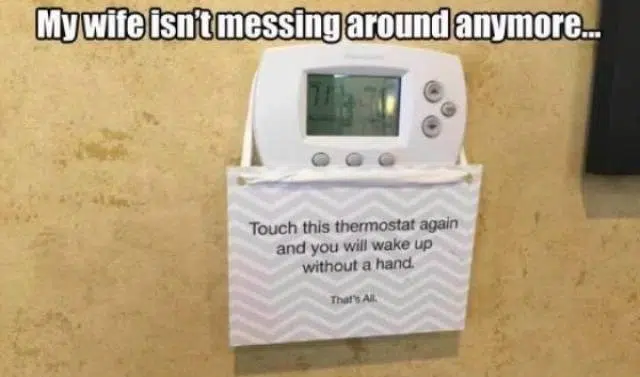 My wife isn't messing around anymore...
Touch this thermostat again
and you will wake up
without a hand.
That's All.